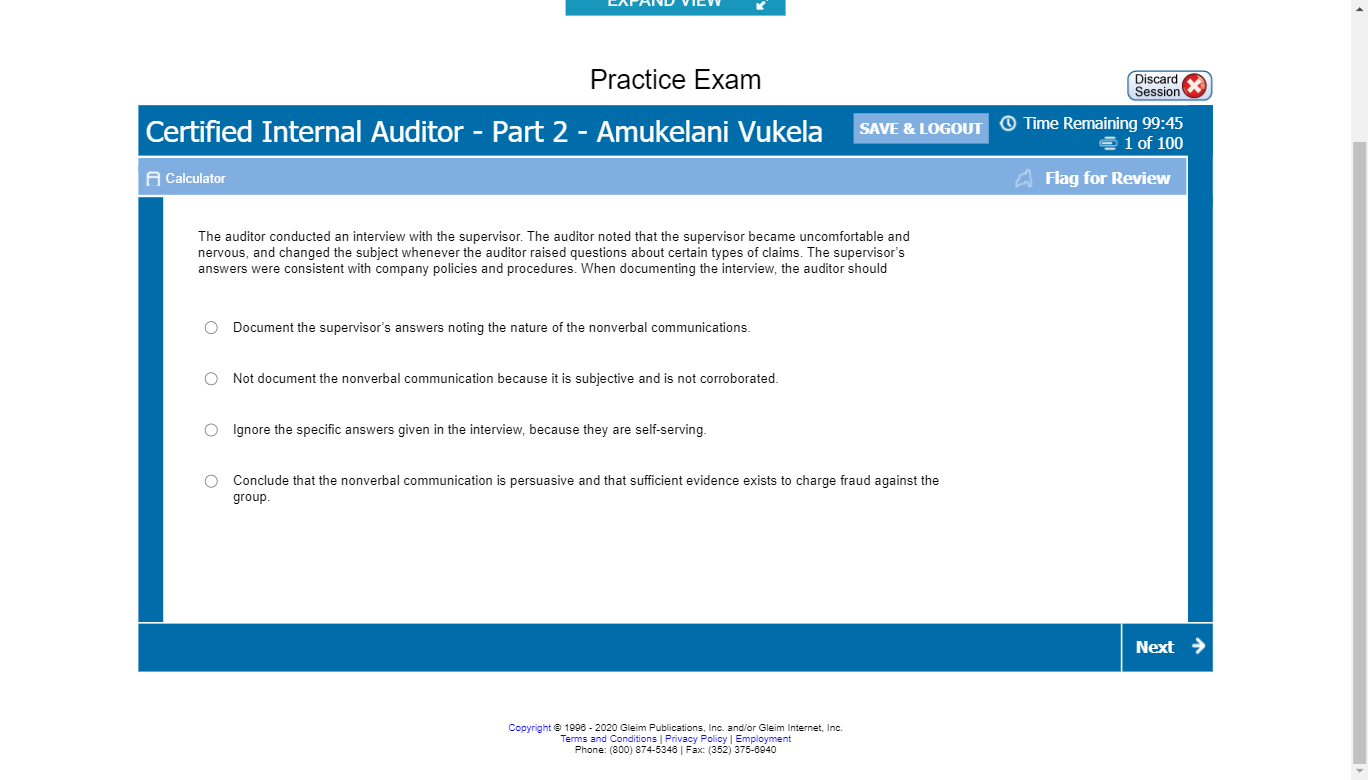 EXPAND VIEW
Practice Exam
Discard
Session
Certified Internal Auditor - Part 2 - Amukelani Vukela
SAVE & LOGOUT
Time Remaining 99:45
1 of 100
Calculator
Flag for Review
The auditor conducted an interview with the supervisor. The auditor noted that the supervisor became uncomfortable and
nervous, and changed the subject whenever the auditor raised questions about certain types of claims. The supervisor's
answers were consistent with company policies and procedures. When documenting the interview, the auditor should
Document the supervisor's answers noting the nature of the nonverbal communications.
Not document the nonverbal communication because it is subjective and is not corroborated.
Ignore the specific answers given in the interview, because they are self-serving.
Conclude that the nonverbal communication is persuasive and that sufficient evidence exists to charge fraud against the
group.
Next
Copyright © 1996 - 2020 Gleim Publications, Inc. and/or Gleim Internet, Inc.
Terms and Conditions | Privacy Policy | Employment
Phone: (800) 874-5346 | Fax: (352) 375-6940